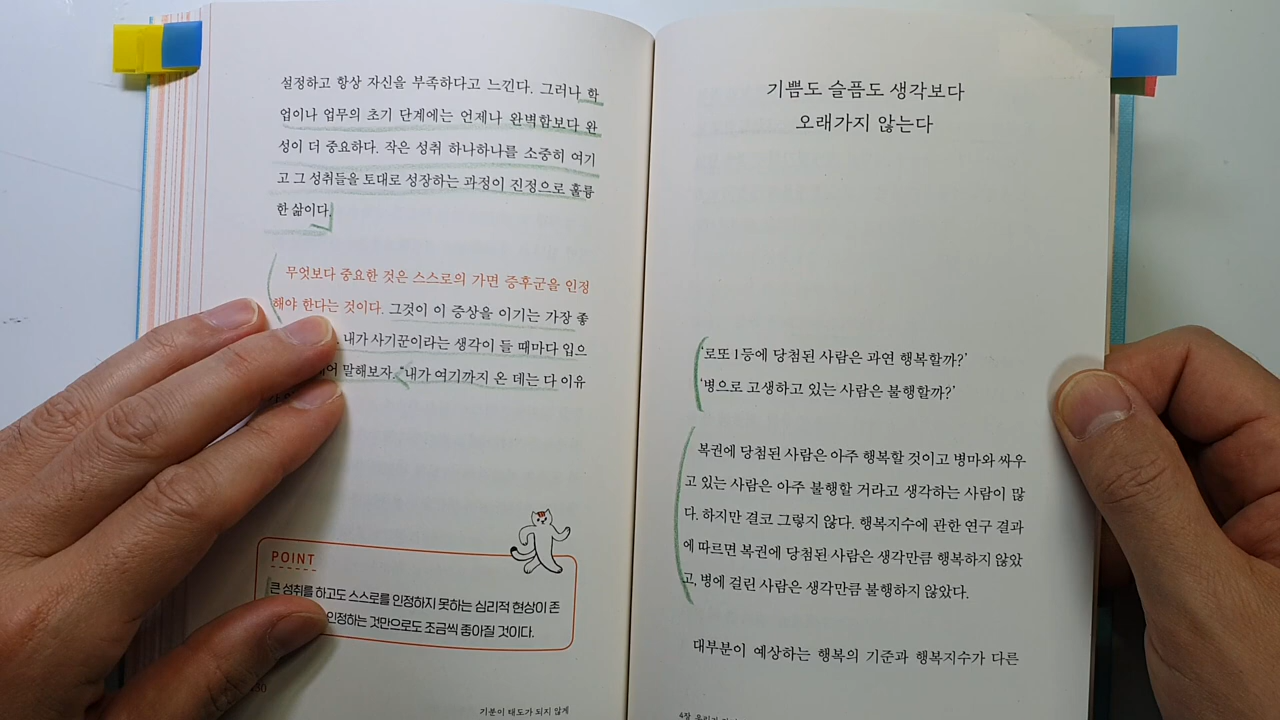 설정하고 항상 자신을 부족하다고 느낀다. 그러나 학
업이나 업무의 초기 단계에는 언제나 완벽함보다 완
성이 더 중요하다. 작은 성취 하나하나를 소중히 여기
고 그 성취들을 토대로 성장하는 과정이 진정으로 훌륭
한 삶이다.
무엇보다 중요한 것은 스스로의 가면 증후군을 인정
해야 한다는 것이다. 그것이 이 증상을 이기는 가장 좋
내가 사기꾼이라는 생각이 들 때마다 입으
말해보자. “내가 여기까지 온 데는 다 이유
POINT
큰 성취를 하고도 스스로를 인정하지 못하는 심리적 현상이 존
인정하는 것만으로도 조금씩 좋아질 것이다.
기분이 태도가 되지 않게
기쁨도 슬픔도 생각보다
오래가지 않는다
‘로또 1등에 당첨된 사람은 과연 행복할까?’
‘병으로 고생하고 있는 사람은 불행할까?’
복권에 당첨된 사람은 아주 행복할 것이고 병마와 싸우
고 있는 사람은 아주 불행할 거라고 생각하는 사람이 많
다. 하지만 결코 그렇지 않다. 행복지수에 관한 연구 결과
에 따르면 복권에 당첨된 사람은 생각만큼 행복하지 않았
고, 병에 걸린 사람은 생각만큼 불행하지 않았다.
대부분이 예상하는 행복의 기준과 행복지수가 다른
4장